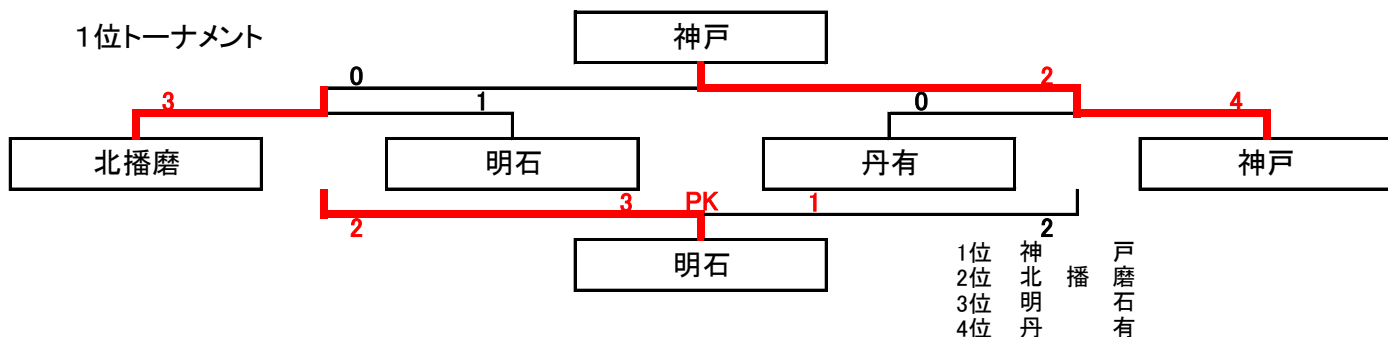 1位トーナメント
神戸
0
2
3
1
0
4
北播磨
明石
丹有
神戸
3 PK 1
2
2
明石
1位 神 戸
2位 北 播 磨
3位 明 石
4位 丹 有